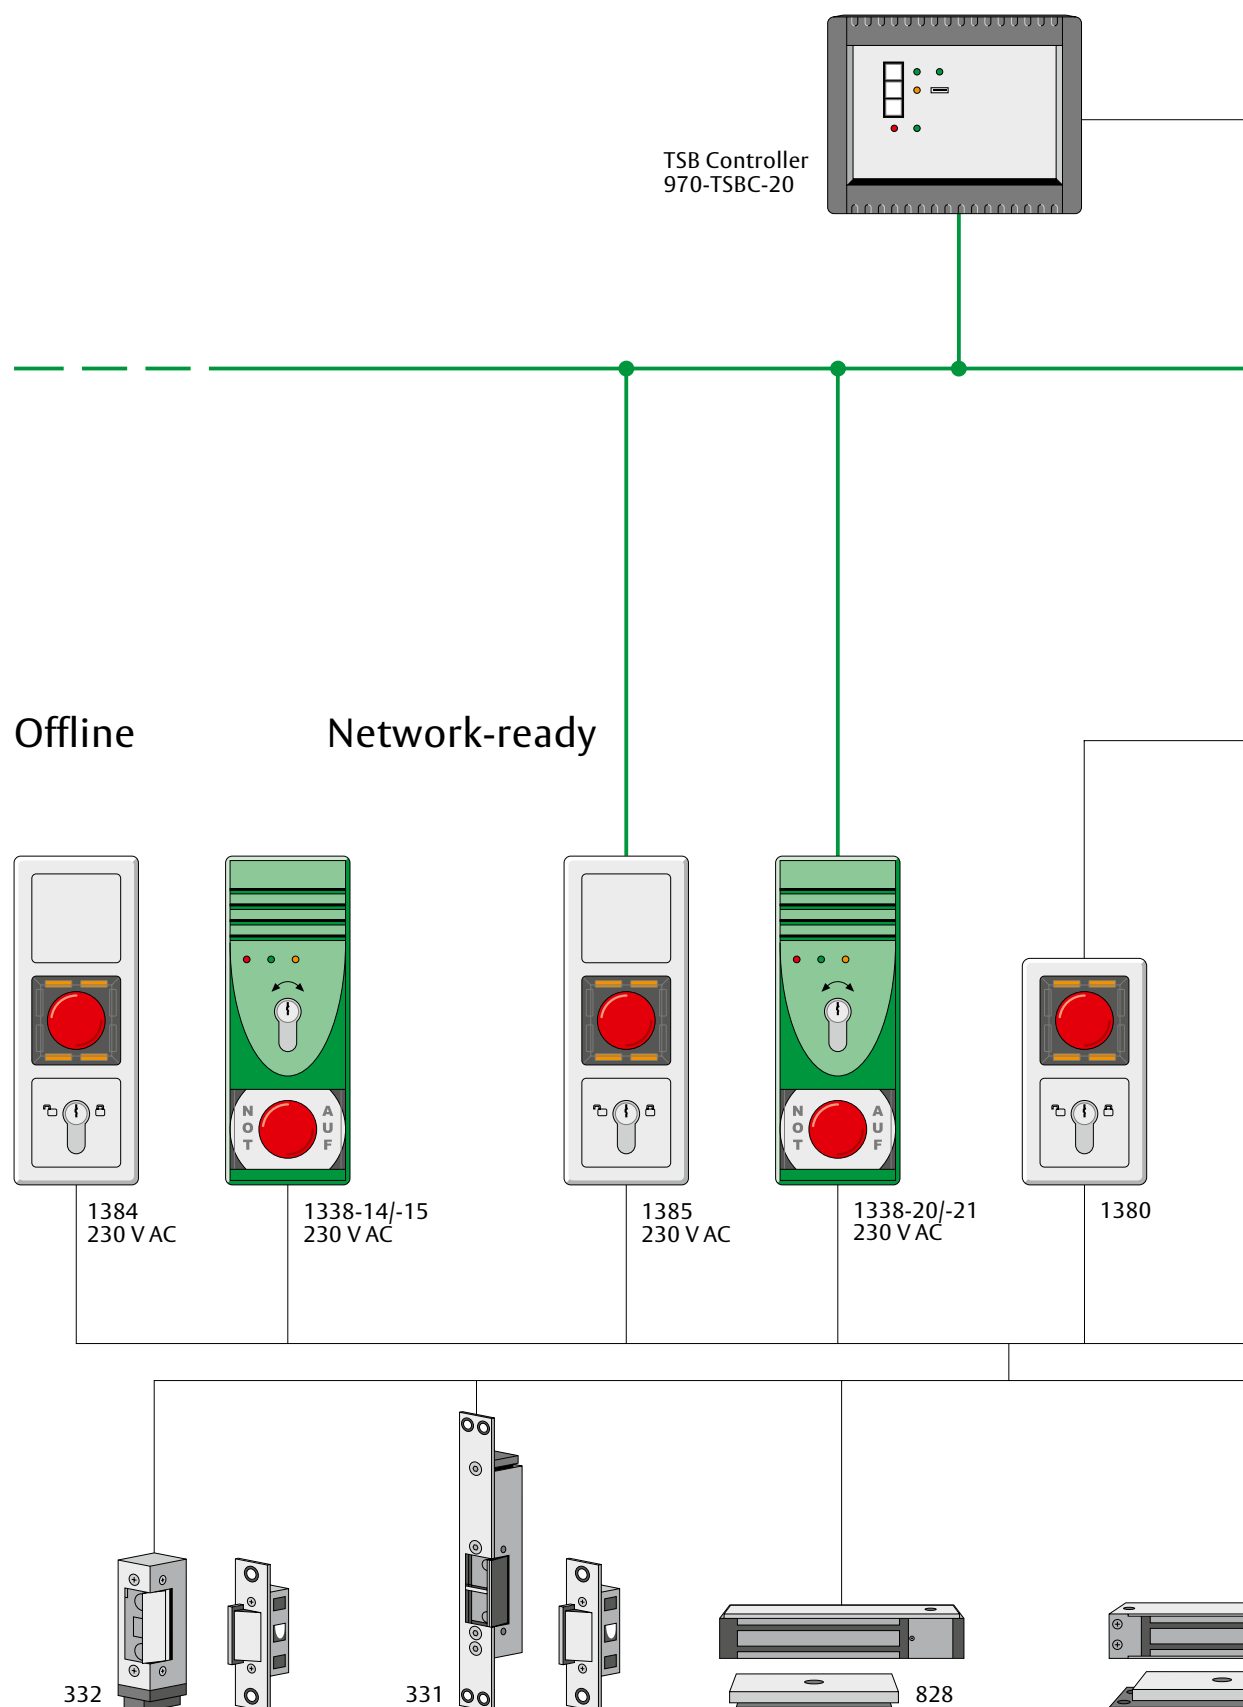 TSB Controller
970-TSBC-20
Offline
Network-ready
NOT AUF
NOT AUF
1384
230 V AC
1338-14/-15
230 V AC
1385
230 V AC
1338-20/-21
230 V AC
1380
332
331
828